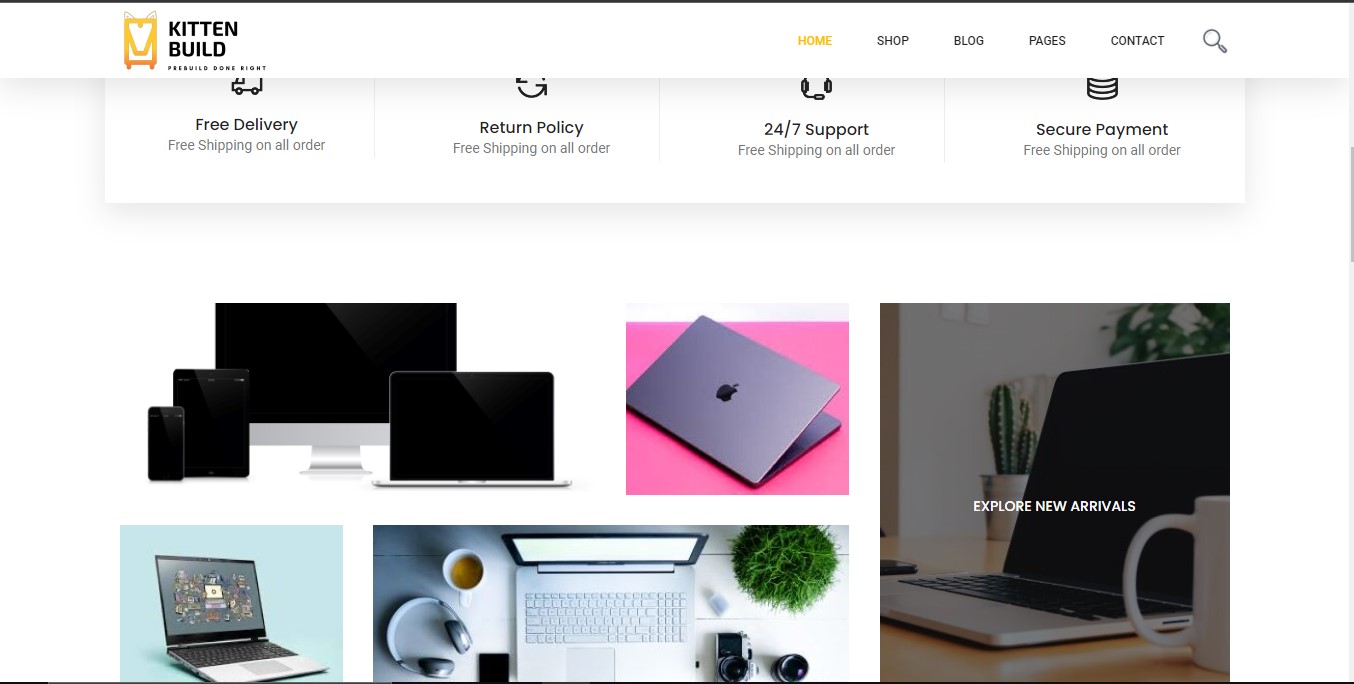 KITTEN
BUILD
PREBUILD DONE RIGHT
HOME
SHOP
BLOG
PAGES
CONTACT
Free Delivery
Free Shipping on all order
Return Policy
Free Shipping on all order
24/7 Support
Free Shipping on all order
Secure Payment
Free Shipping on all order
EXPLORE NEW ARRIVALS